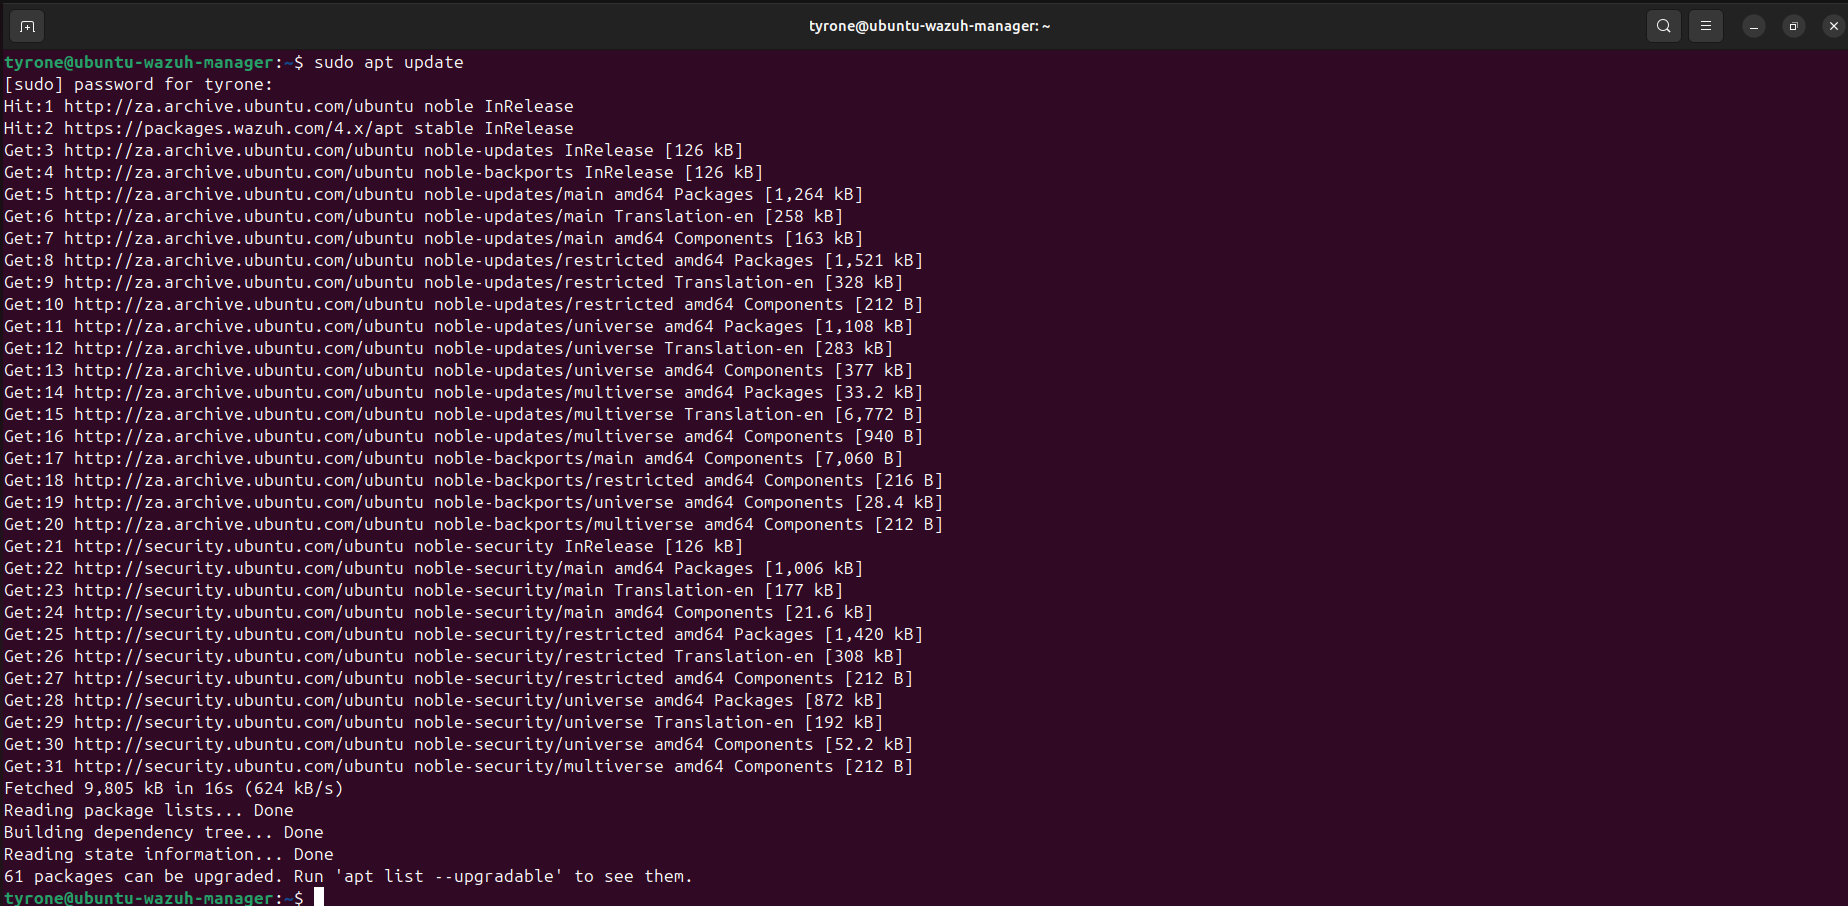 tyrone@ubuntu-wazuh-manager: ~
tyrone@ubuntu-wazuh-manager:~$ sudo apt update
[sudo] password for tyrone:
Hit:1 http://za.archive.ubuntu.com/ubuntu noble InRelease
Hit:2 https://packages.wazuh.com/4.x/apt stable InRelease
Get:3 http://za.archive.ubuntu.com/ubuntu noble-updates InRelease [126 kB]
Get:4 http://za.archive.ubuntu.com/ubuntu noble-backports InRelease [126 kB]
Get:5 http://za.archive.ubuntu.com/ubuntu noble-updates/main amd64 Packages [1,264 kB]
Get:6 http://za.archive.ubuntu.com/ubuntu noble-updates/main Translation-en [258 kB]
Get:7 http://za.archive.ubuntu.com/ubuntu noble-updates/main amd64 Components [163 kB]
Get:8 http://za.archive.ubuntu.com/ubuntu noble-updates/restricted amd64 Packages [1,521 kB]
Get:9 http://za.archive.ubuntu.com/ubuntu noble-updates/restricted Translation-en [328 kB]
Get:10 http://za.archive.ubuntu.com/ubuntu noble-updates/restricted amd64 Components [212 B]
Get:11 http://za.archive.ubuntu.com/ubuntu noble-updates/universe amd64 Packages [1,108 kB]
Get:12 http://za.archive.ubuntu.com/ubuntu noble-updates/universe Translation-en [283 kB]
Get:13 http://za.archive.ubuntu.com/ubuntu noble-updates/universe amd64 Components [377 kB]
Get:14 http://za.archive.ubuntu.com/ubuntu noble-updates/multiverse amd64 Packages [33.2 kB]
Get:15 http://za.archive.ubuntu.com/ubuntu noble-updates/multiverse Translation-en [6,772 B]
Get:16 http://za.archive.ubuntu.com/ubuntu noble-updates/multiverse amd64 Components [940 B]
Get:17 http://za.archive.ubuntu.com/ubuntu noble-backports/main amd64 Components [7,060 B]
Get:18 http://za.archive.ubuntu.com/ubuntu noble-backports/restricted amd64 Components [216 B]
Get:19 http://za.archive.ubuntu.com/ubuntu noble-backports/universe amd64 Components [28.4 kB]
Get:20 http://za.archive.ubuntu.com/ubuntu noble-backports/multiverse amd64 Components [212 B]
Get:21 http://security.ubuntu.com/ubuntu noble-security InRelease [126 kB]
Get:22 http://security.ubuntu.com/ubuntu noble-security/main amd64 Packages [1,006 kB]
Get:23 http://security.ubuntu.com/ubuntu noble-security/main Translation-en [177 kB]
Get:24 http://security.ubuntu.com/ubuntu noble-security/main amd64 Components [21.6 kB]
Get:25 http://security.ubuntu.com/ubuntu noble-security/restricted amd64 Packages [1,420 kB]
Get:26 http://security.ubuntu.com/ubuntu noble-security/restricted Translation-en [308 kB]
Get:27 http://security.ubuntu.com/ubuntu noble-security/restricted amd64 Components [212 B]
Get:28 http://security.ubuntu.com/ubuntu noble-security/universe amd64 Packages [872 kB]
Get:29 http://security.ubuntu.com/ubuntu noble-security/universe Translation-en [192 kB]
Get:30 http://security.ubuntu.com/ubuntu noble-security/universe amd64 Components [52.2 kB]
Get:31 http://security.ubuntu.com/ubuntu noble-security/multiverse amd64 Components [212 B]
Fetched 9,805 kB in 16s (624 kB/s)
Reading package lists... Done
Building dependency tree... Done
Reading state information... Done
61 packages can be upgraded. Run 'apt list --upgradable' to see them.
tyrone@ubuntu-wazuh-manager:~$